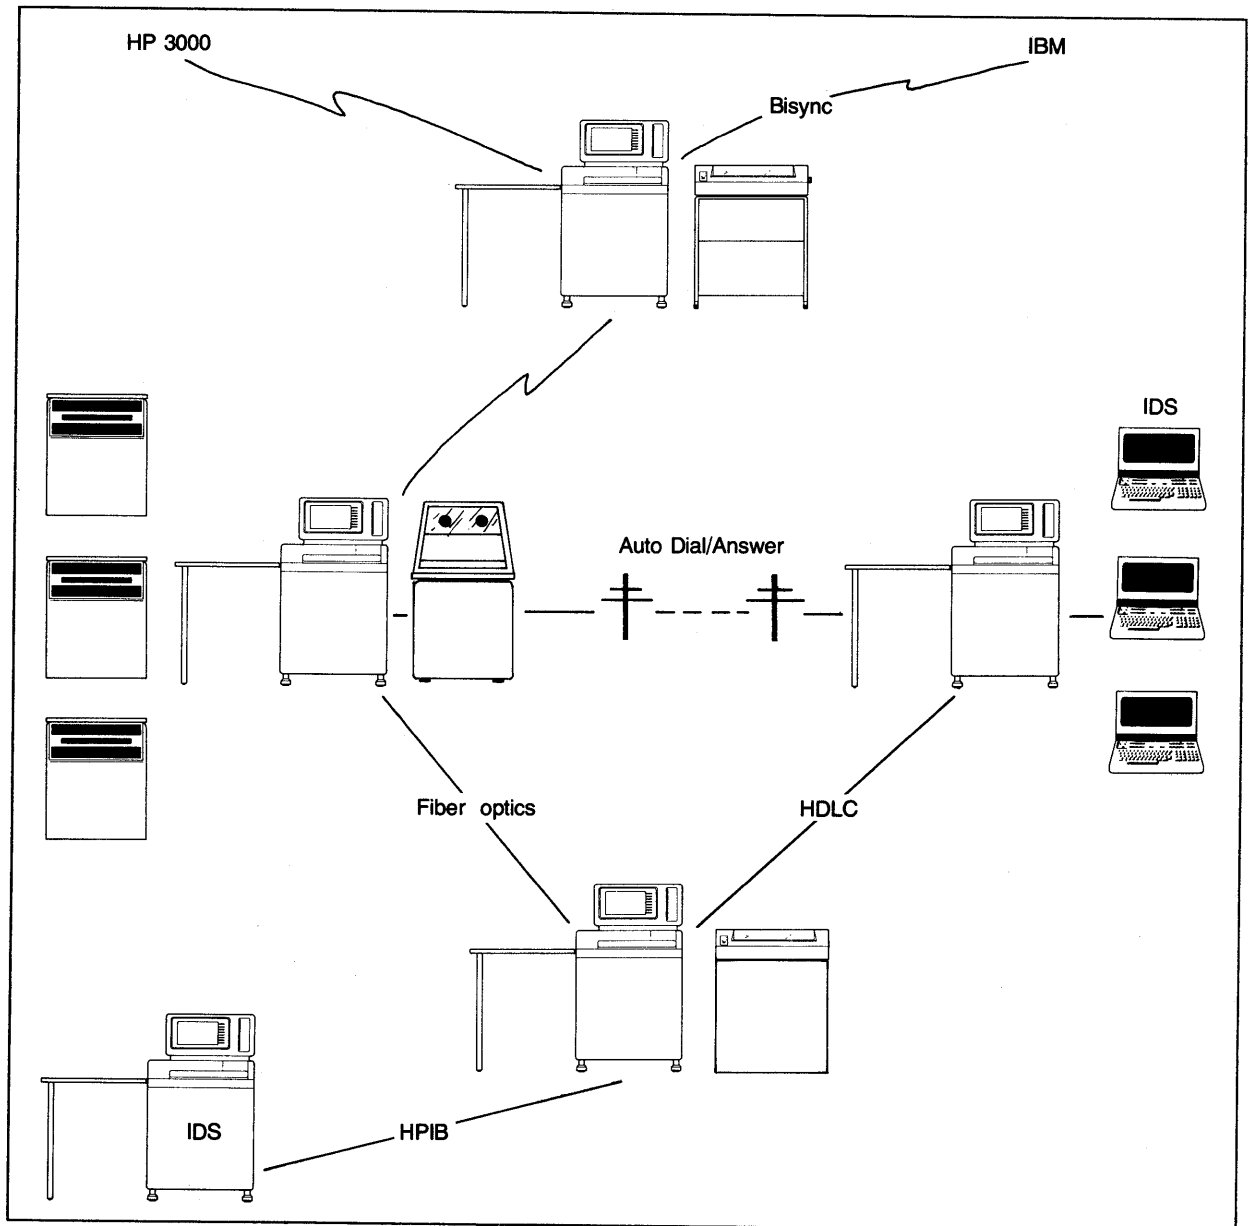 HP 3000
IBM
Bisync
IDS
Auto Dial/Answer
Fiber optics
HDLC
IDS
HPIB